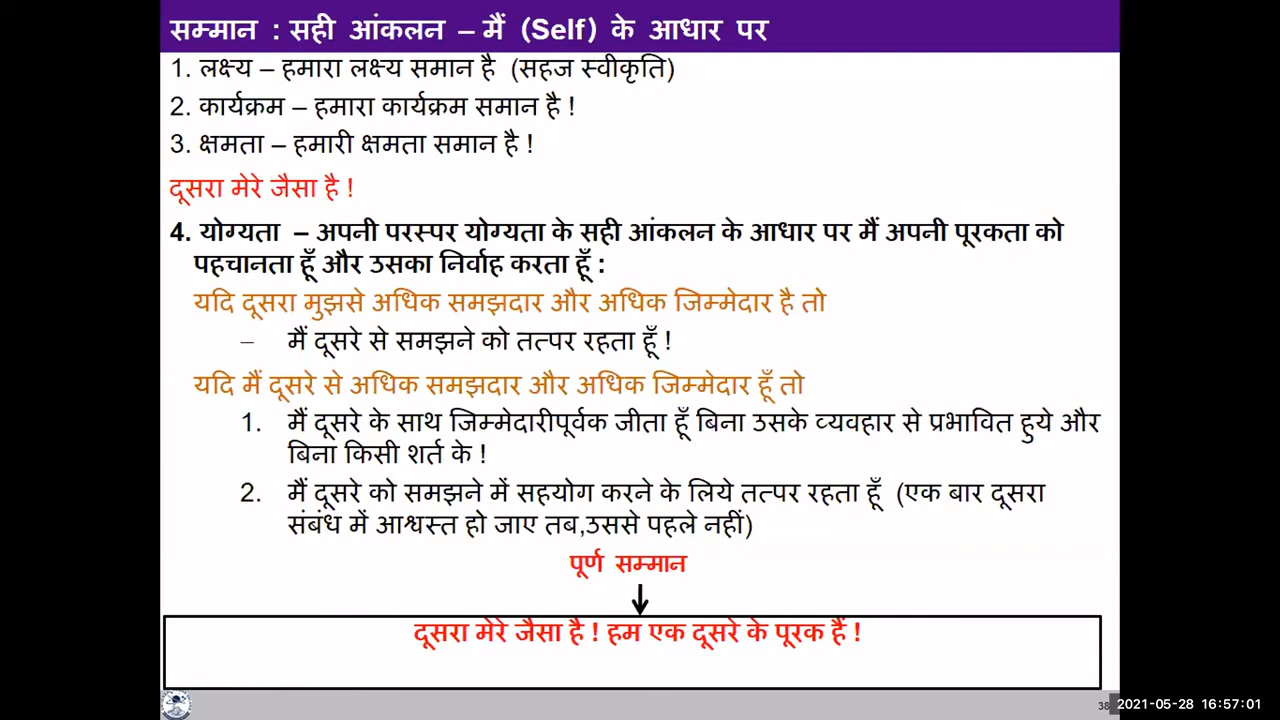 सम्मान : सही आंकलन – मैं (Self) के आधार पर
1. लक्ष्य – हमारा लक्ष्य समान है (सहज स्वीकृति)
2. कार्यक्रम – हमारा कार्यक्रम समान है !
3. क्षमता – हमारी क्षमता समान है !
दूसरा मेरे जैसा है !
4. योग्यता – अपनी परस्पर योग्यता के सही आंकलन के आधार पर मैं अपनी पूरकता को
पहचानता हूँ और उसका निर्वाह करता हूँ :
यदि दूसरा मुझसे अधिक समझदार और अधिक जिम्मेदार है तो
– मैं दूसरे से समझने को तत्पर रहता हूँ !
यदि मैं दूसरे से अधिक समझदार और अधिक जिम्मेदार हूँ तो
1. मैं दूसरे के साथ जिम्मेदारीपूर्वक जीता हूँ बिना उसके व्यवहार से प्रभावित हुये और
बिना किसी शर्त के !
2. मैं दूसरे को समझने में सहयोग करने के लिये तत्पर रहता हूँ (एक बार दूसरा
संबंध में आश्वस्त हो जाए तब,उससे पहले नहीं)
पूर्ण सम्मान
दूसरा मेरे जैसा है ! हम एक दूसरे के पूरक हैं !
38
2021-05-28 16:57:01